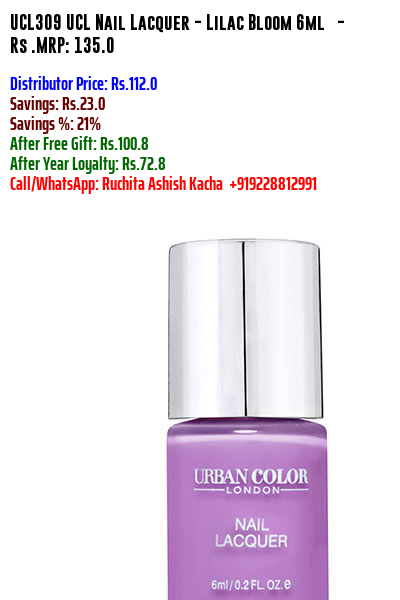 UCL309 UCL Nail Lacquer - Lilac Bloom 6ml -
Rs .MRP: 135.0
Distributor Price: Rs.112.0
Savings: Rs.23.0
Savings %: 21%
After Free Gift: Rs.100.8
After Year Loyalty: Rs.72.8
Call/WhatsApp: Ruchita Ashish Kacha +919228812991
URBAN COLOR
LONDON
NAIL
LACQUER
6ml/0.2 FL. OZ. e